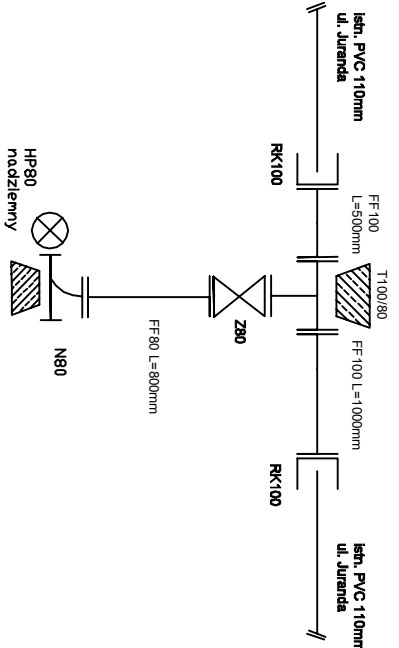 istn. PVC 110mm
ul. Juranda
RK100
FF100
L=500mm
T100/80
FF100 L=1000mm
RK100
istn. PVC 110mm
ul. Juranda
Z80
FF80 L=800mm
N80
HP80
nadziemny